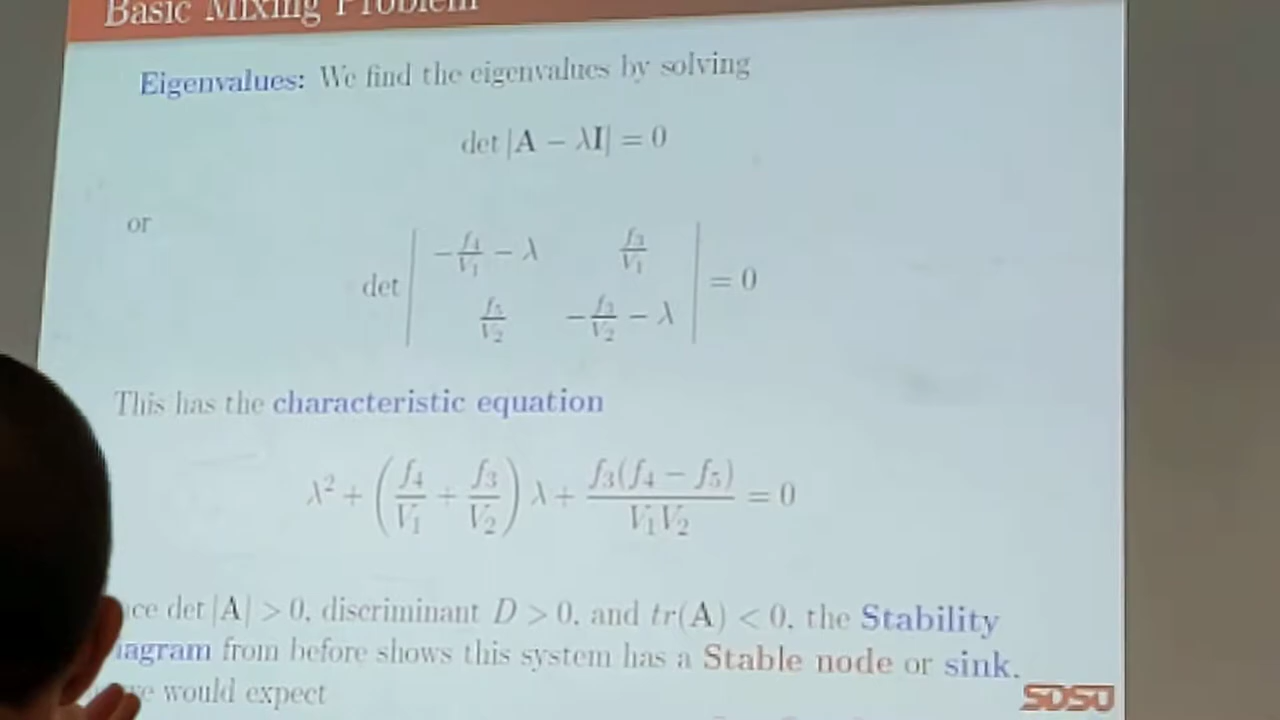 Basic Mixing Problem
Eigenvalues: We find the eigenvalues by solving
det |A − λI| = 0
or
det | −f4/V1 − λ   f3/V1 |
| f5/V2   −f3/V2 − λ | = 0
This has the characteristic equation
λ² + (f4/V1 + f3/V2) λ + f3(f4 − f5)/V1V2 = 0
det |A| > 0, discriminant D > 0, and tr(A) < 0, the Stability
from before shows this system has a Stable node or sink.
would expect
SDSU